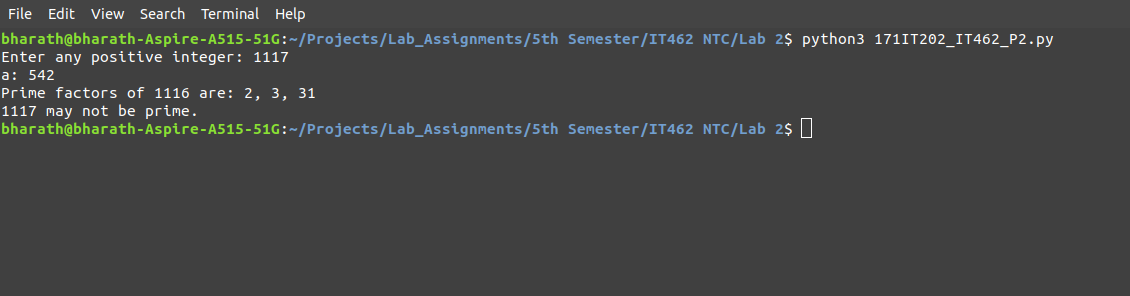 File Edit View Search Terminal Help
bharath@bharath-Aspire-A515-51G:~/Projects/Lab_Assignments/5th Semester/IT462 NTC/Lab 2$ python3 171IT202_IT462_P2.py
Enter any positive integer: 1117
a: 542
Prime factors of 1116 are: 2, 3, 31
1117 may not be prime.
bharath@bharath-Aspire-A515-51G:~/Projects/Lab_Assignments/5th Semester/IT462 NTC/Lab 2$